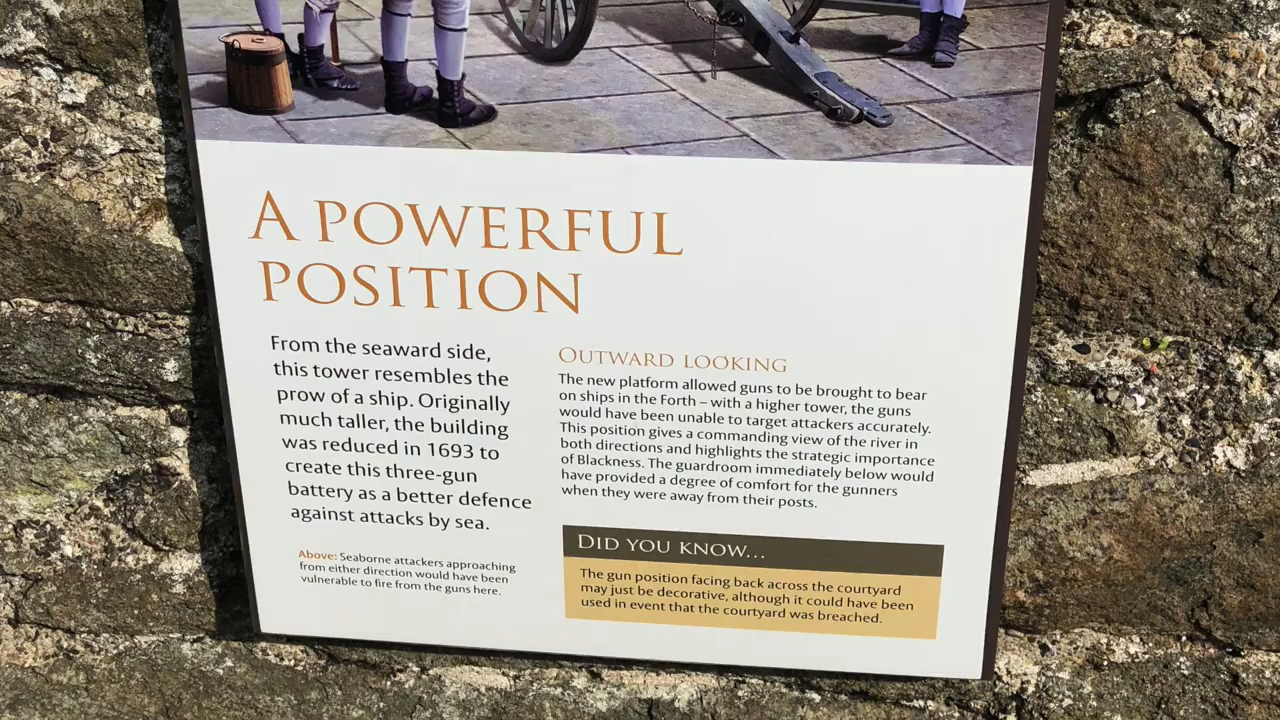 A POWERFUL
POSITION
From the seaward side,
this tower resembles the
prow of a ship. Originally
much taller, the building
was reduced in 1693 to
create this three-gun
battery as a better defence
against attacks by sea.
Above: Seaborne attackers approaching
from either direction would have been
vulnerable to fire from the guns here.
OUTWARD LOOKING
The new platform allowed guns to be brought to bear
on ships in the Forth – with a higher tower, the guns
would have been unable to target attackers accurately.
This position gives a commanding view of the river in
both directions and highlights the strategic importance
of Blackness. The guardroom immediately below would
have provided a degree of comfort for the gunners
when they were away from their posts.
DID YOU KNOW...
The gun position facing back across the courtyard
may just be decorative, although it could have been
used in event that the courtyard was breached.